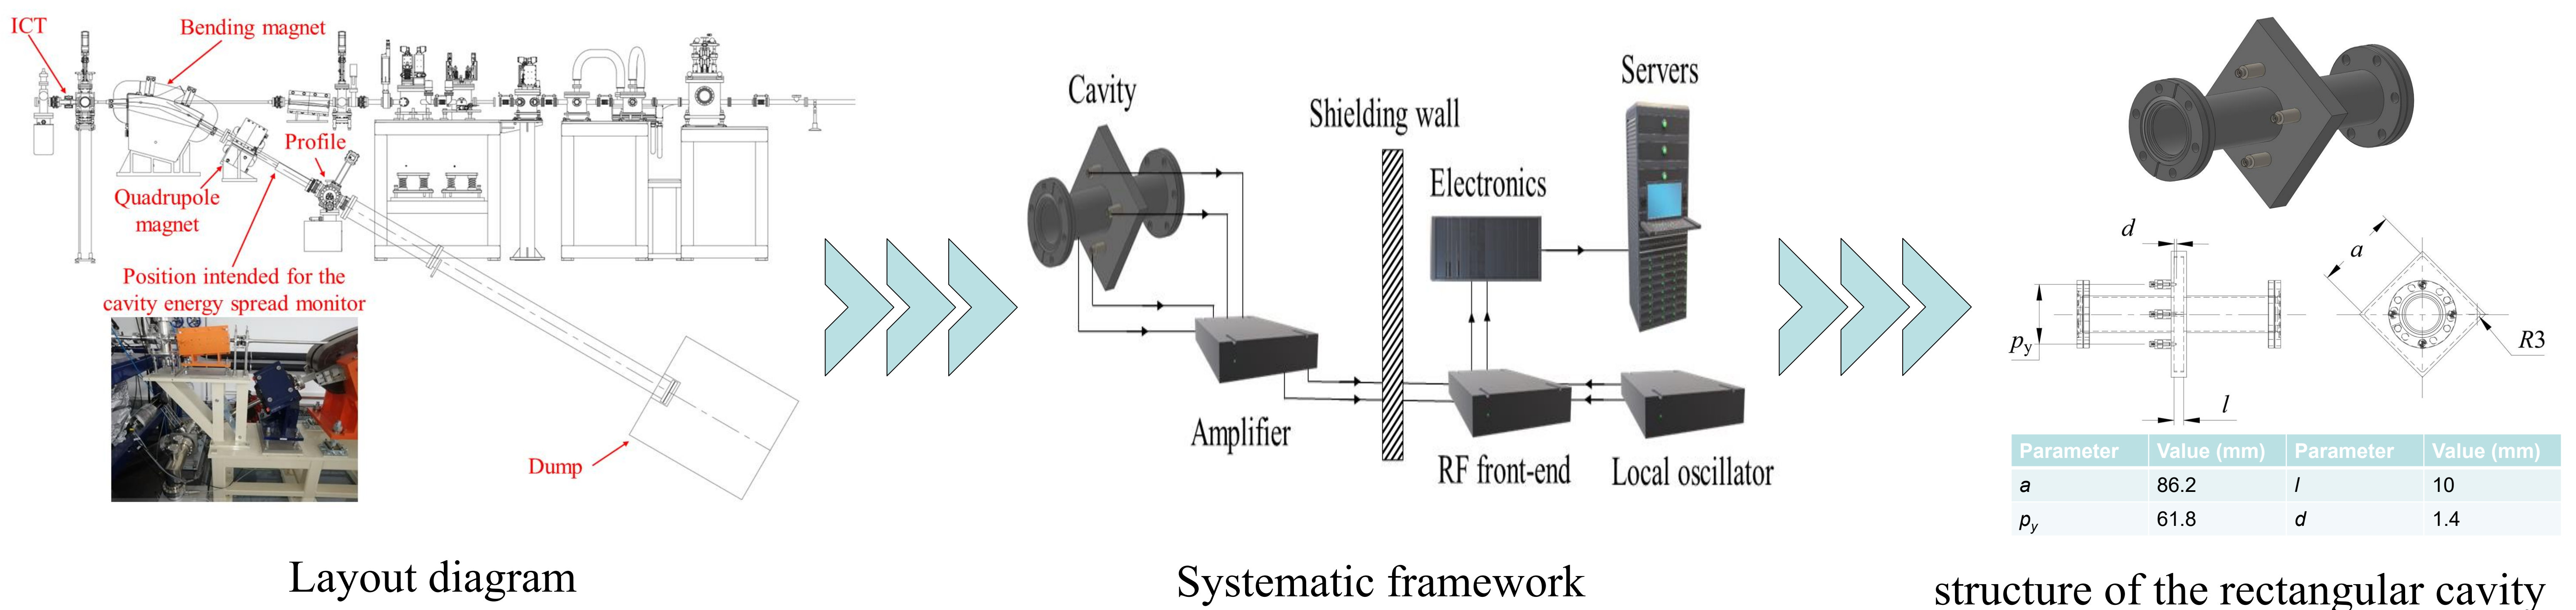 ICT
Bending magnet
Profile
Quadrupole
magnet
Position intended for the
cavity energy spread monitor
Dump
Layout diagram
Cavity
Shielding wall
Servers
Electronics
Amplifier
RF front-end
Local oscillator
Systematic framework
d
a
p_y
R3
l
Parameter Value (mm) Parameter Value (mm)
a 86.2 l 10
p_y 61.8 d 1.4
structure of the rectangular cavity